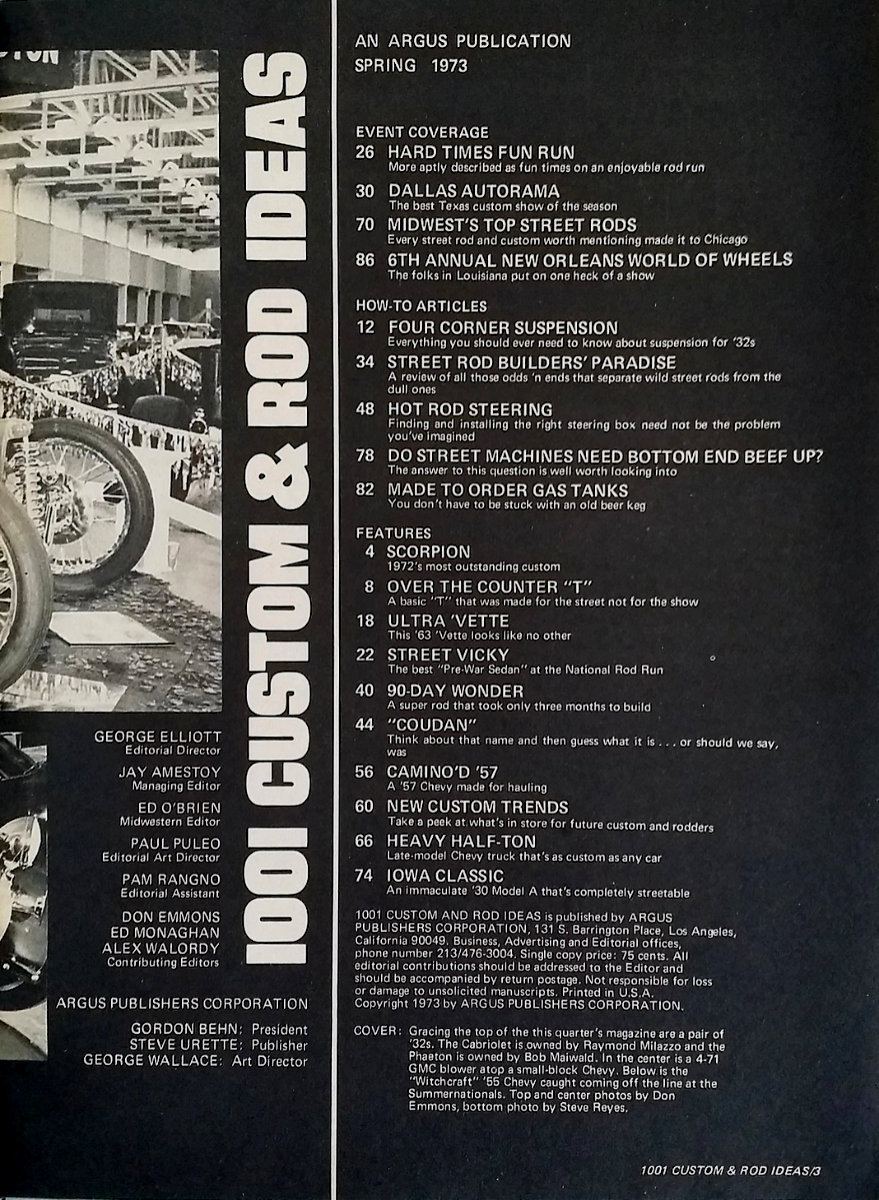 1001 CUSTOM & ROD IDEAS
AN ARGUS PUBLICATION
SPRING 1973
EVENT COVERAGE
26 HARD TIMES FUN RUN
More aptly described as fun times on an enjoyable rod run
30 DALLAS AUTORAMA
The best Texas custom show of the season
70 MIDWEST'S TOP STREET RODS
Every street rod and custom worth mentioning made it to Chicago
86 6TH ANNUAL NEW ORLEANS WORLD OF WHEELS
The folks in Louisiana put on one heck of a show
HOW-TO ARTICLES
12 FOUR CORNER SUSPENSION
Everything you should ever need to know about suspension for '32s
34 STREET ROD BUILDERS' PARADISE
A review of all those odds 'n ends that separate wild street rods from the
dull ones
48 HOT ROD STEERING
Finding and installing the right steering box need not be the problem
you've imagined
78 DO STREET MACHINES NEED BOTTOM END BEEF UP?
The answer to this question is well worth looking into
82 MADE TO ORDER GAS TANKS
You don't have to be stuck with an old beer keg
FEATURES
4 SCORPION
1972's most outstanding custom
8 OVER THE COUNTER "T"
A basic "T" that was made for the street not for the show
18 ULTRA 'VETTE
This '63 'Vette looks like no other
22 STREET VICKY
The best "Pre-War Sedan" at the National Rod Run
40 90-DAY WONDER
A super rod that took only three months to build
44 "COUDAN"
Think about that name and then guess what it is . . . or should we say,
was
56 CAMINO'D '57
A '57 Chevy made for hauling
60 NEW CUSTOM TRENDS
Take a peek at what's in store for future custom and rodders
66 HEAVY HALF-TON
Late-model Chevy truck that's as custom as any car
74 IOWA CLASSIC
An immaculate '30 Model A that's completely streetable
1001 CUSTOM AND ROD IDEAS is published by ARGUS
PUBLISHERS CORPORATION, 131 S. Barrington Place, Los Angeles,
California 90049. Business, Advertising and Editorial offices,
phone number 213/476-3004. Single copy price: 75 cents. All
editorial contributions should be addressed to the Editor and
should be accompanied by return postage. Not responsible for loss
or damage to unsolicited manuscripts. Printed in U.S.A.
Copyright 1973 by ARGUS PUBLISHERS CORPORATION.
COVER: Gracing the top of the this quarter's magazine are a pair of
'32s. The Cabriolet is owned by Raymond Milazzo and the
Phaeton is owned by Bob Maiwald. In the center is a 4-71
GMC blower atop a small-block Chevy. Below is the
"Witchcraft" '55 Chevy caught coming off the line at the
Summernationals. Top and center photos by Don
Emmons, bottom photo by Steve Reyes.
GEORGE ELLIOTT
Editorial Director
JAY AMESTOY
Managing Editor
ED O'BRIEN
Midwestern Editor
PAUL PULEO
Editorial Art Director
PAM RANGNO
Editorial Assistant
DON EMMONS
ED MONAGHAN
ALEX WALORDY
Contributing Editors
ARGUS PUBLISHERS CORPORATION
GORDON BEHN: President
STEVE URETTE: Publisher
GEORGE WALLACE: Art Director
1001 CUSTOM & ROD IDEAS/3